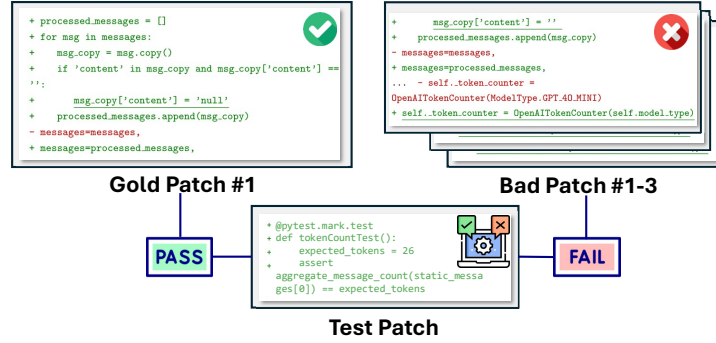 + processed_messages = []
+ for msg in messages:
+ msg_copy = msg.copy()
+ if 'content' in msg_copy and msg_copy['content'] ==
'':
+ msg_copy['content'] = 'null'
+ processed_messages.append(msg_copy)
- messages=messages,
+ messages=processed_messages,
Gold Patch #1
+ msg_copy['content'] = ''
+ processed_messages.append(msg_copy)
- messages=messages,
+ messages=processed_messages,
... - self._token_counter =
OpenAITokenCounter(ModelType.GPT_4O_MINI)
+ self._token_counter = OpenAITokenCounter(self.model_type)
Bad Patch #1-3
PASS
+ @pytest.mark.test
+ def tokenCountTest():
+ expected_tokens = 26
+ assert
aggregate_message_count(static_messa
ges[0]) == expected_tokens
FAIL
Test Patch